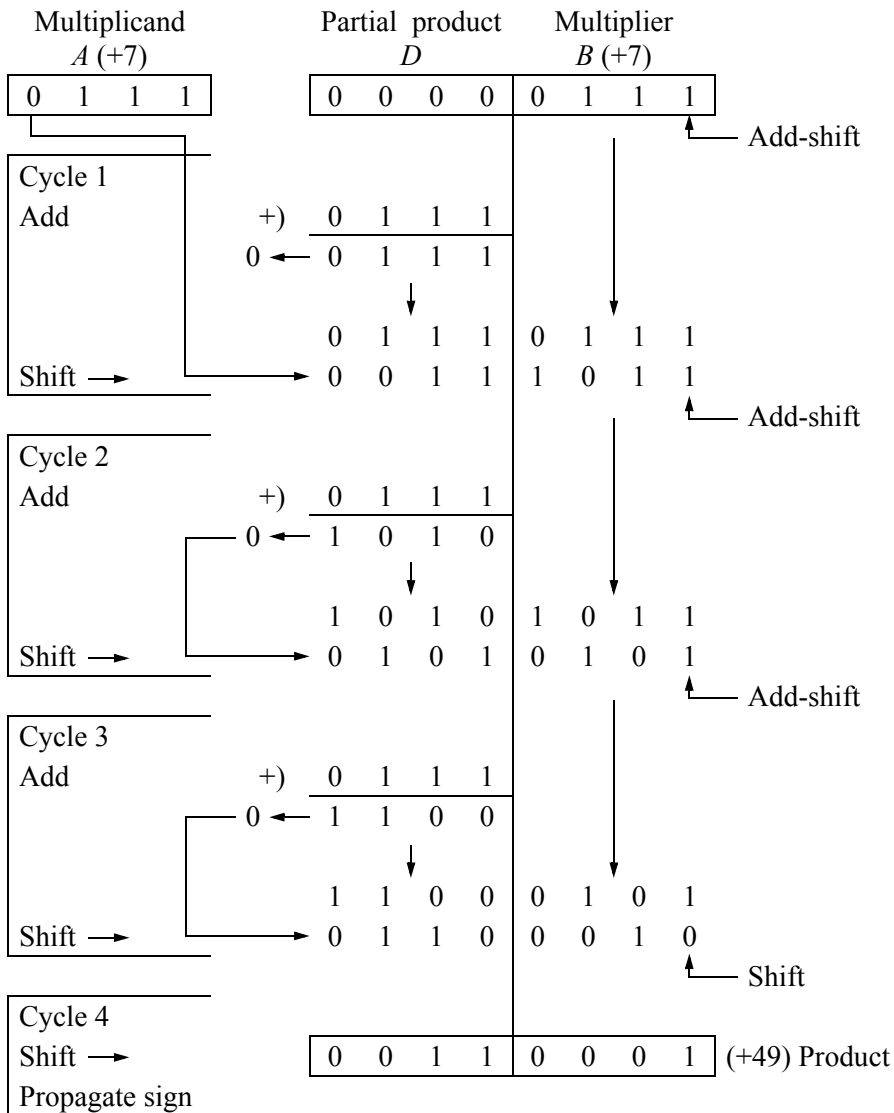 Multiplicand Partial product Multiplier
A (+7) D B (+7)
0 1 1 1 0 0 0 0 0 1 1 1
Add-shift
Cycle 1
Add +) 0 1 1 1
0 0 1 1 1
0 1 1 1 0 1 1 1
Shift 0 0 1 1 1 0 1 1
Add-shift
Cycle 2
Add +) 0 1 1 1
0 1 0 1 0
1 0 1 0 1 0 1 1
Shift 0 1 0 1 0 1 0 1
Add-shift
Cycle 3
Add +) 0 1 1 1
0 1 1 0 0
1 1 0 0 0 1 0 1
Shift 0 1 1 0 0 0 1 0
Shift
Cycle 4
Shift 0 0 1 1 0 0 0 1 (+49) Product
Propagate sign